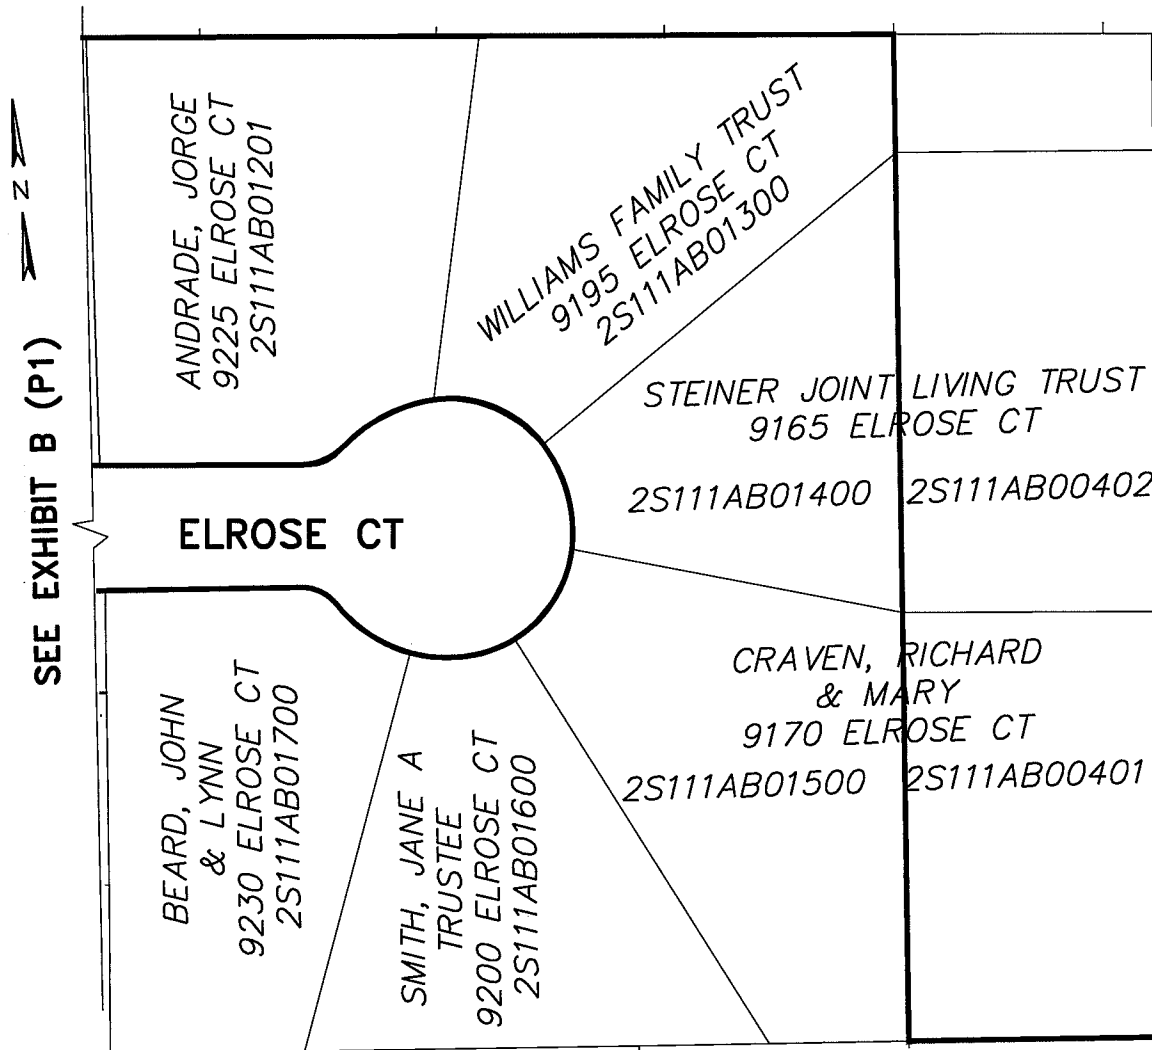 ANDRADE, JORGE
9225 ELROSE CT
2S111AB01201
WILLIAMS FAMILY TRUST
9195 ELROSE CT
2S111AB01300
N
SEE EXHIBIT B (P1)
STEINER JOINT LIVING TRUST
9165 ELROSE CT
2S111AB01400 2S111AB00402
ELROSE CT
CRAVEN, RICHARD
& MARY
9170 ELROSE CT
2S111AB01500 2S111AB00401
BEARD, JOHN
& LYNN
9230 ELROSE CT
2S111AB01700
SMITH, JANE A
TRUSTEE
9200 ELROSE CT
2S111AB01600